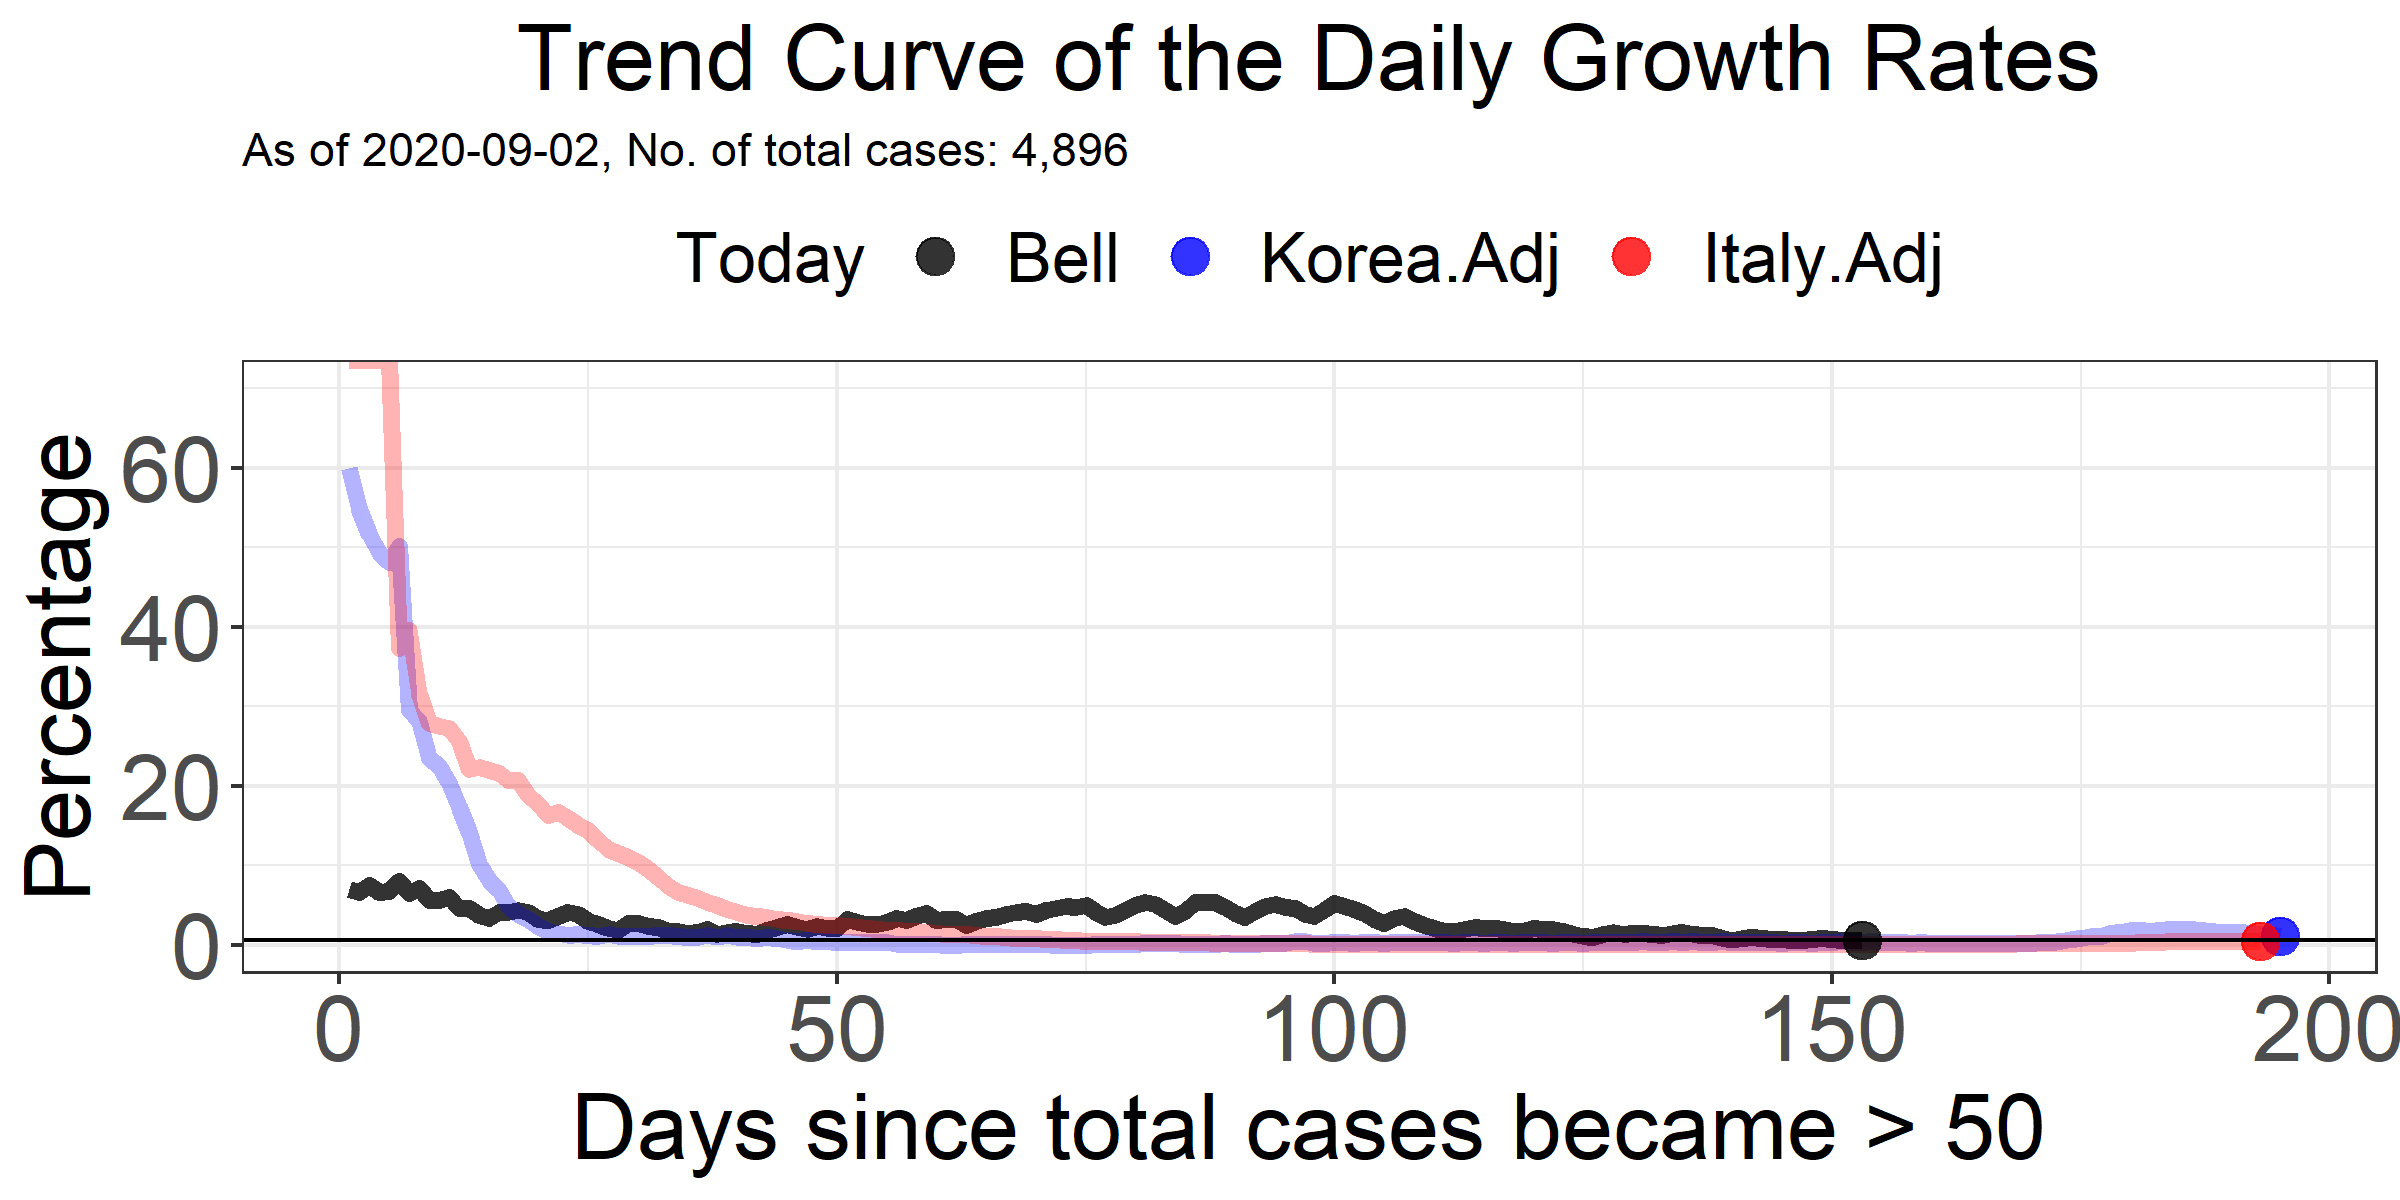 Trend Curve of the Daily Growth Rates
As of 2020-09-02, No. of total cases: 4,896
Today Bell Korea.Adj Italy.Adj
Percentage
60
40
20
0
0 50 100 150 200
Days since total cases became > 50